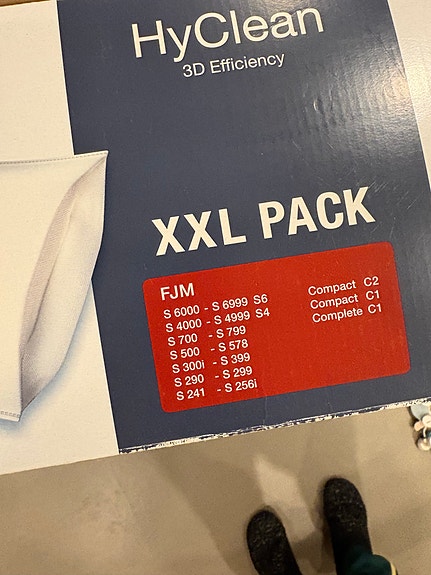 HyClean
3D Efficiency
XXL PACK
FJM
S 6000 - S 6999 S6
S 4000 - S 4999 S4
S 700 - S 799
S 500 - S 578
S 300i - S 399
S 290 - S 299
S 241 - S 256i
Compact C2
Compact C1
Complete C1